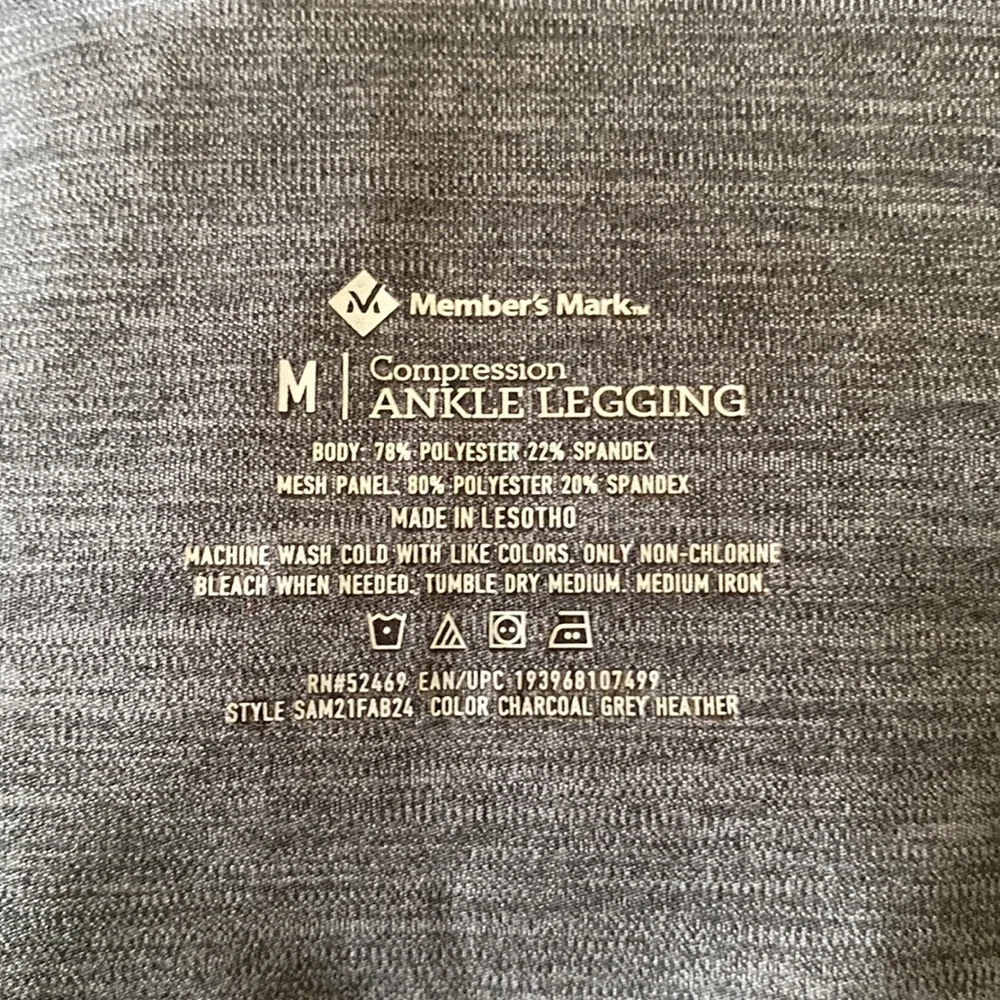 Member's Mark™
M | Compression
ANKLE LEGGING
BODY: 78% POLYESTER 22% SPANDEX
MESH PANEL: 80% POLYESTER 20% SPANDEX
MADE IN LESOTHO
MACHINE WASH COLD WITH LIKE COLORS. ONLY NON-CHLORINE
BLEACH WHEN NEEDED. TUMBLE DRY MEDIUM. MEDIUM IRON.
RN#52469 EAN/UPC 193968107499
STYLE SAM21FAB24 COLOR CHARCOAL GREY HEATHER